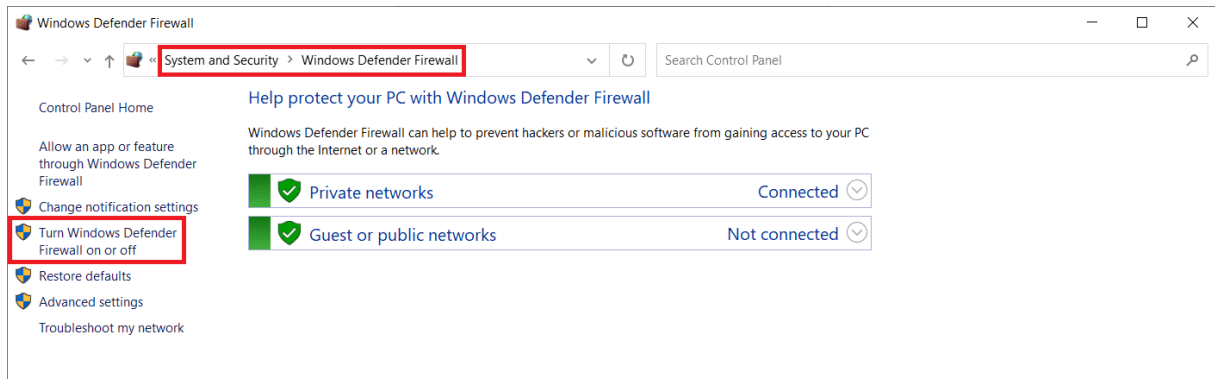 Windows Defender Firewall
« System and Security > Windows Defender Firewall
Search Control Panel
Control Panel Home
Allow an app or feature
through Windows Defender
Firewall
Change notification settings
Turn Windows Defender
Firewall on or off
Restore defaults
Advanced settings
Troubleshoot my network
Help protect your PC with Windows Defender Firewall
Windows Defender Firewall can help to prevent hackers or malicious software from gaining access to your PC
through the Internet or a network.
Private networks Connected
Guest or public networks Not connected